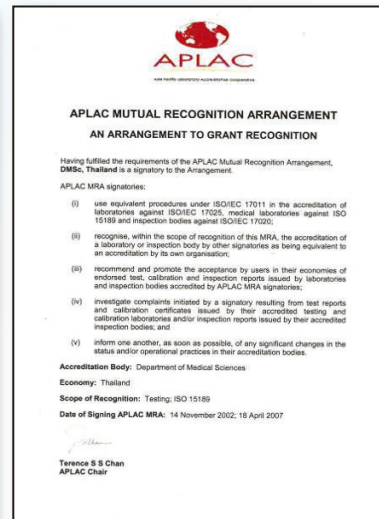 APLAC
Asia Pacific Laboratory Accreditation Cooperation
APLAC MUTUAL RECOGNITION ARRANGEMENT
AN ARRANGEMENT TO GRANT RECOGNITION
Having fulfilled the requirements of the APLAC Mutual Recognition Arrangement,
DMSc, Thailand is a signatory to the Arrangement.
APLAC MRA signatories:
(i) use equivalent procedures under ISO/IEC 17011 in the accreditation of
laboratories against ISO/IEC 17025, medical laboratories against ISO
15189 and inspection bodies against ISO/IEC 17020;
(ii) recognise, within the scope of recognition of this MRA, the accreditation of
a laboratory or inspection body by other signatories as being equivalent to
an accreditation by its own organisation;
(iii) recommend and promote the acceptance by users in their economies of
endorsed test, calibration and inspection reports issued by laboratories
and inspection bodies accredited by APLAC MRA signatories;
(iv) investigate complaints initiated by a signatory resulting from test reports
and calibration certificates issued by their accredited testing and
calibration laboratories and/or inspection reports issued by their accredited
inspection bodies; and
(v) inform one another, as soon as possible, of any significant changes in the
status and/or operational practices in their accreditation bodies.
Accreditation Body: Department of Medical Sciences
Economy: Thailand
Scope of Recognition: Testing; ISO 15189
Date of Signing APLAC MRA: 14 November 2002; 18 April 2007
Terence S S Chan
APLAC Chair